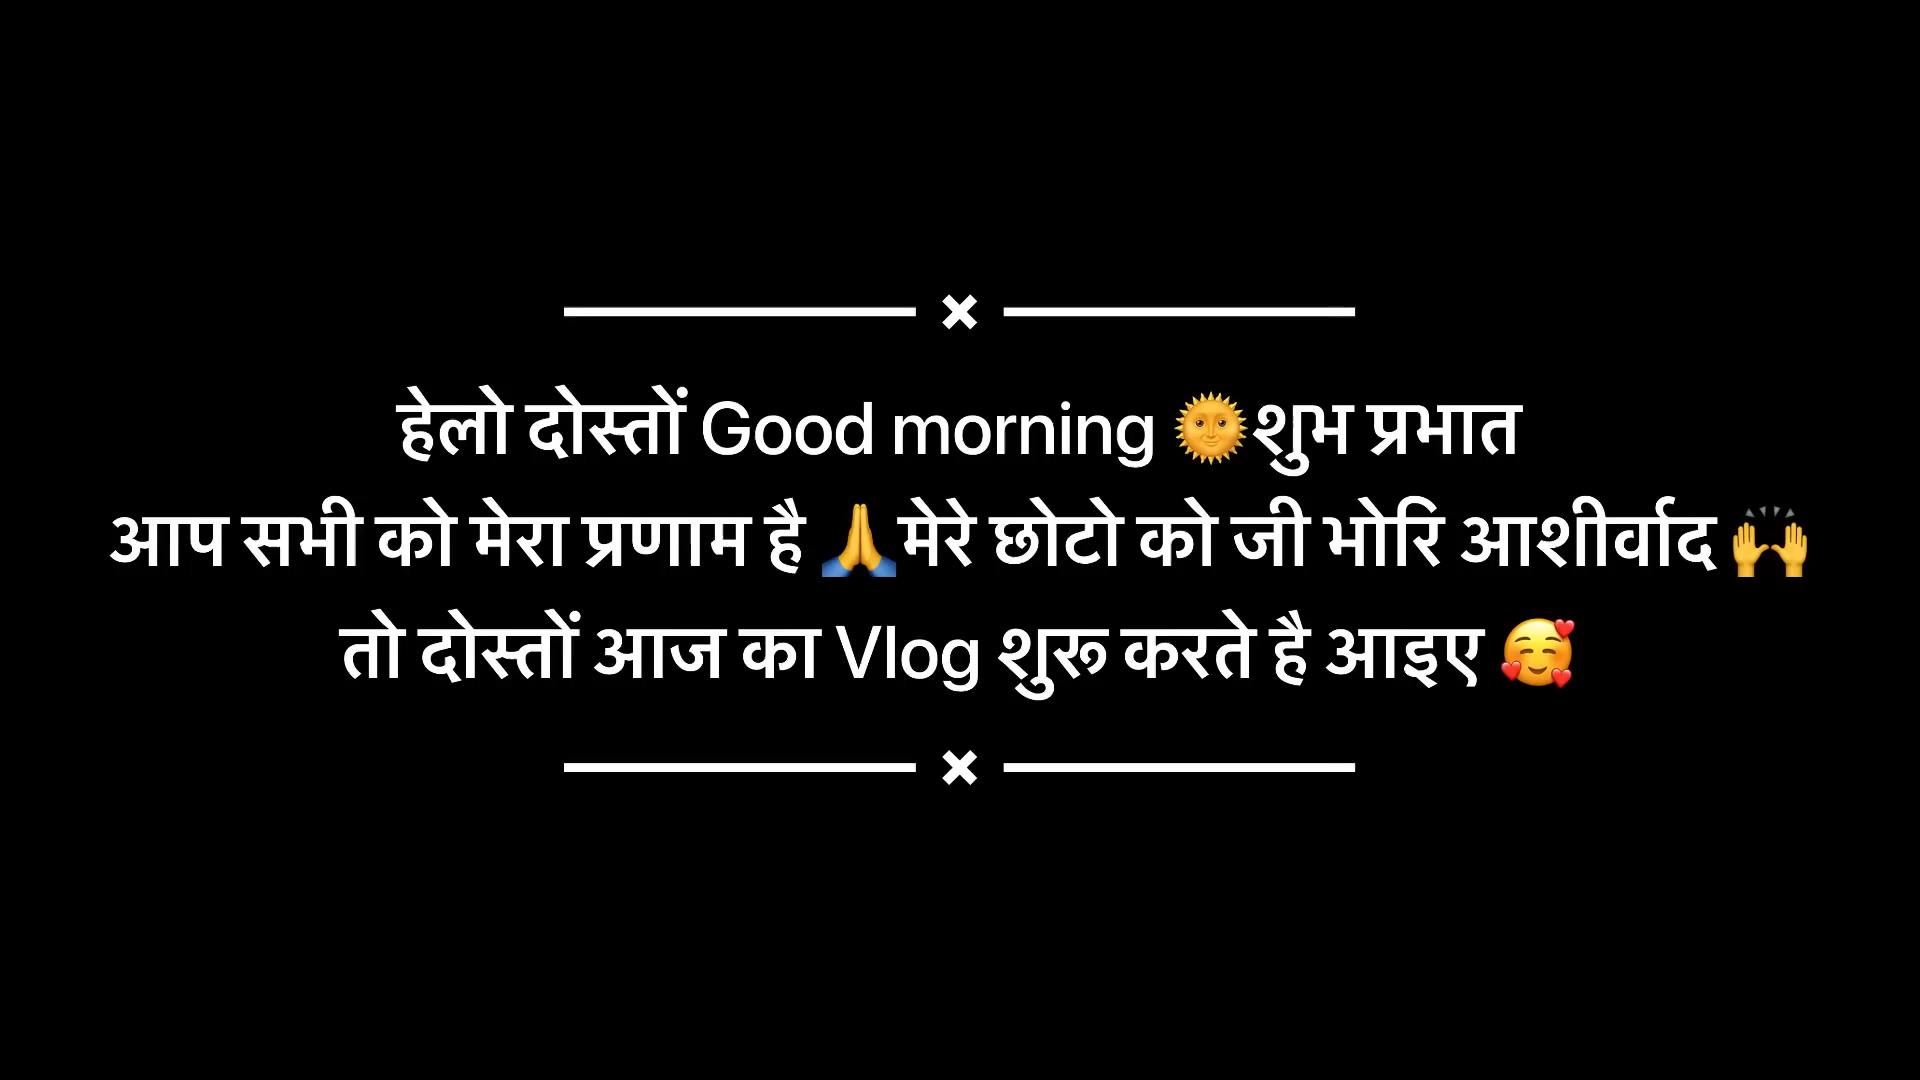 हेलो दोस्तों Good morning 🌞शुभ प्रभात
आप सभी को मेरा प्रणाम है 🙏मेरे छोटो को जी भोरि आशीर्वाद 🙌
तो दोस्तों आज का Vlog शुरू करते है आइए 🥰